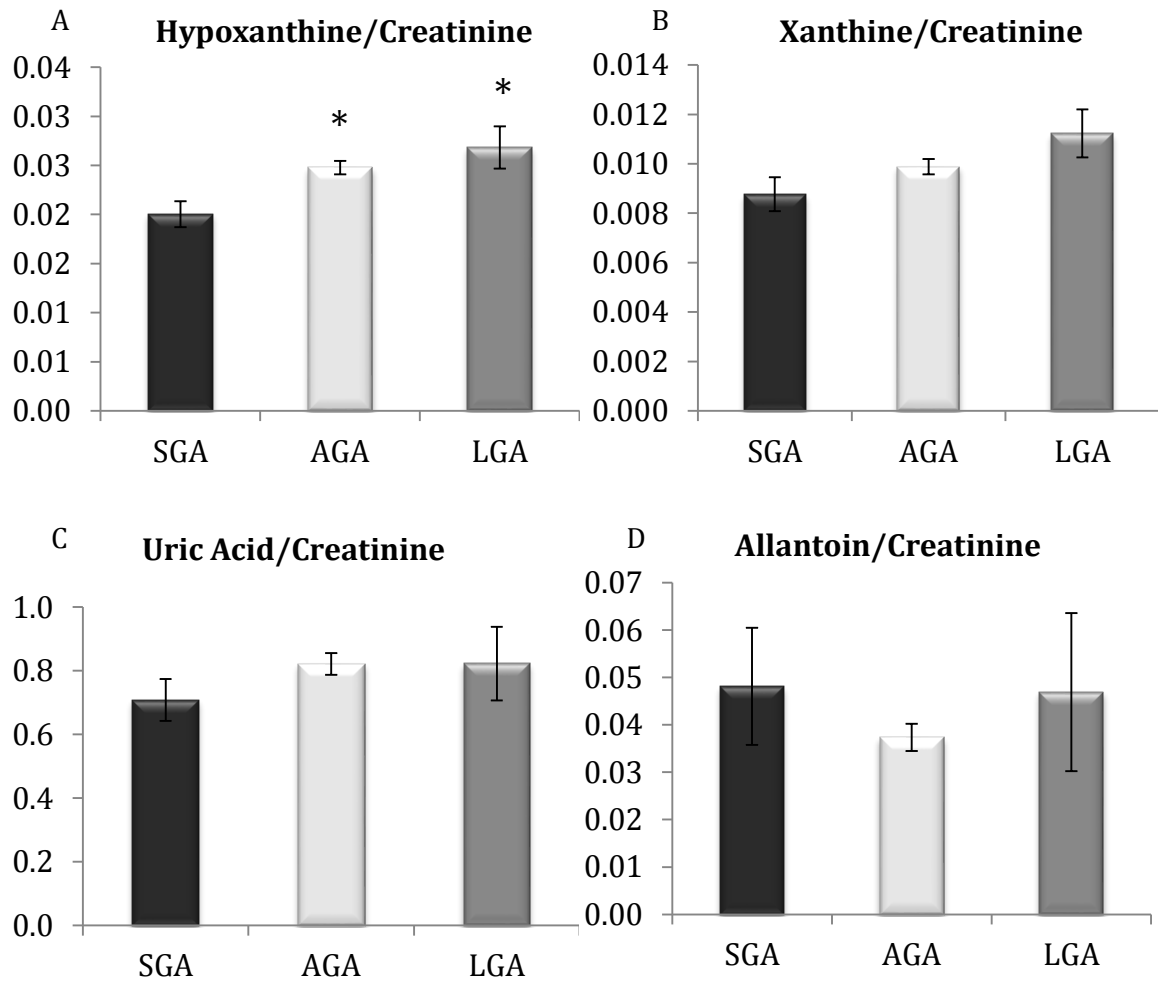 A
Hypoxanthine/Creatinine
0.04
0.03
0.03
0.02
0.02
0.01
0.01
0.00
*
*
SGA AGA LGA
B
Xanthine/Creatinine
0.014
0.012
0.010
0.008
0.006
0.004
0.002
0.000
SGA AGA LGA
C
Uric Acid/Creatinine
1.0
0.8
0.6
0.4
0.2
0.0
SGA AGA LGA
D
Allantoin/Creatinine
0.07
0.06
0.05
0.04
0.03
0.02
0.01
0.00
SGA AGA LGA